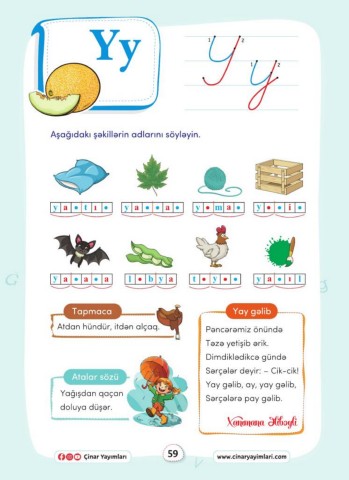 Yy
Aşağıdakı şəkillərin adlarını söyləyin.
Tapmaca
Atdan hündür, itdən alçaq.
Atalar sözü
Yağışdan qaçan
doluya düşər.
Yay gəlib
Pəncərəmiz önündə
Təzə yetişib ərik.
Dimdiklədikcə gündə
Sərçələr deyir: – Cik-cik!
Yay gəlib, ay, yay gəlib,
Sərçələrə pay gəlib.
Çinar Yayımları
59
www.cinaryayimlari.com